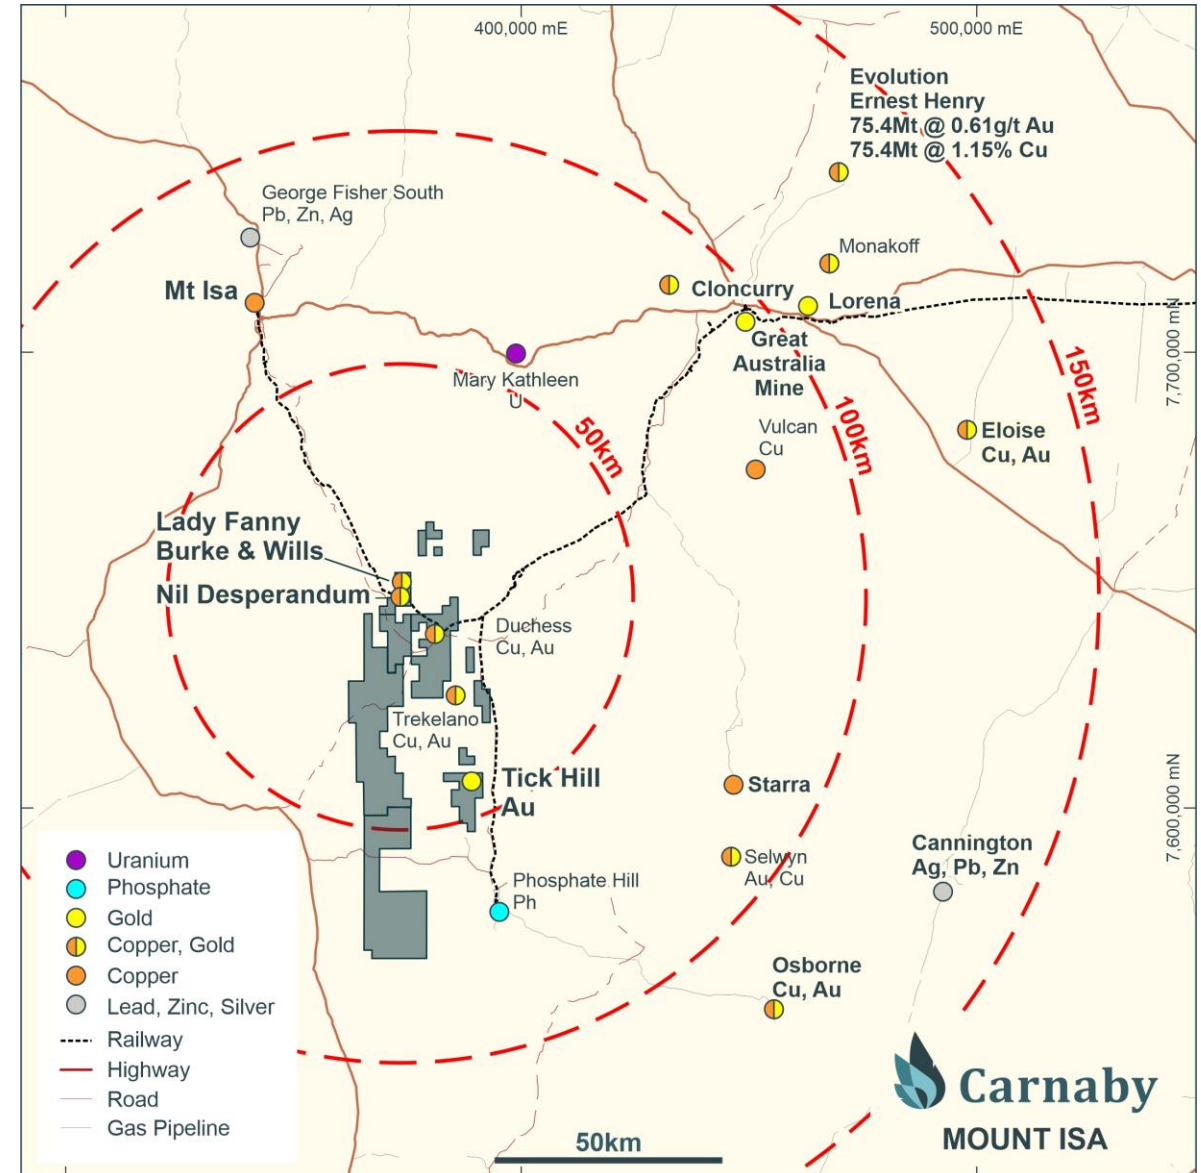 400,000 mE
500,000 mE
Evolution
Ernest Henry
75.4Mt @ 0.61g/t Au
75.4Mt @ 1.15% Cu
George Fisher South
Pb, Zn, Ag
Monakoff
Mt Isa
Cloncurry
Lorena
Great
Australia
Mine
7,700,000 mN
Mary Kathleen
U
50km
100km
150km
Vulcan
Cu
Eloise
Cu, Au
Lady Fanny
Burke & Wills
Nil Desperandum
Duchess
Cu, Au
Trekelano
Cu, Au
Tick Hill
Au
Starra
7,600,000 mN
Cannington
Ag, Pb, Zn
Selwyn
Au, Cu
Phosphate Hill
Ph
Osborne
Cu, Au
Uranium
Phosphate
Gold
Copper, Gold
Copper
Lead, Zinc, Silver
Railway
Highway
Road
Gas Pipeline
50km
Carnaby
MOUNT ISA